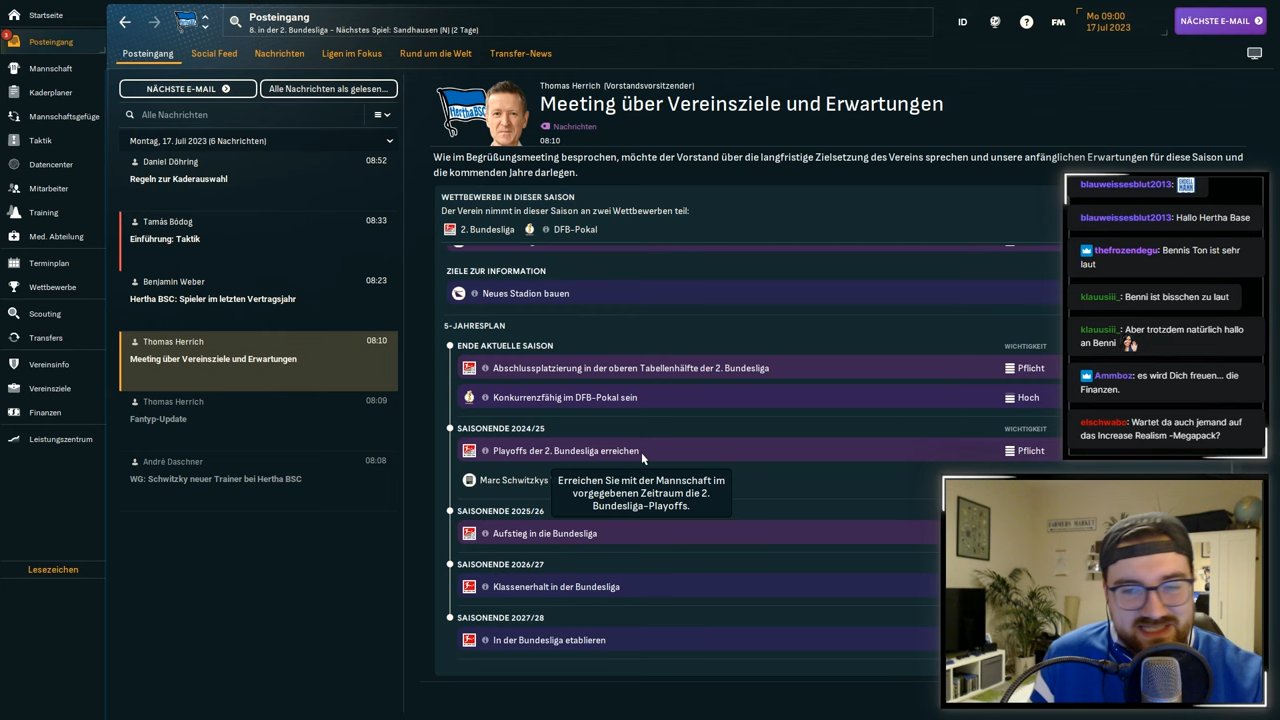 Startseite
3
Posteingang
Mannschaft
Kaderplaner
Mannschaftsgefüge
Taktik
Datencenter
Mitarbeiter
Training
Med. Abteilung
Terminplan
Wettbewerbe
Scouting
Transfers
Vereinsinfo
Vereinsziele
Finanzen
Leistungszentrum
Lesezeichen
Posteingang
8. in der 2. Bundesliga - Nächstes Spiel: Sandhausen (N) (2 Tage)
ID
FM
Mo 09:00
17 Jul 2023
NÄCHSTE E-MAIL
Posteingang Social Feed Nachrichten Ligen im Fokus Rund um die Welt Transfer-News
NÄCHSTE E-MAIL
Alle Nachrichten als gelesen...
Alle Nachrichten
Montag, 17. Juli 2023 (6 Nachrichten)
Daniel Döhring 08:52
Regeln zur Kaderauswahl
Tamás Bódog 08:33
Einführung: Taktik
Benjamin Weber 08:23
Hertha BSC: Spieler im letzten Vertragsjahr
Thomas Herrich 08:10
Meeting über Vereinsziele und Erwartungen
Thomas Herrich 08:09
Fantyp-Update
André Daschner 08:08
WG: Schwitzky neuer Trainer bei Hertha BSC
Hertha BSC
Thomas Herrich (Vorstandsvorsitzender)
Meeting über Vereinsziele und Erwartungen
Nachrichten
08:10
Wie im Begrüßungsmeeting besprochen, möchte der Vorstand über die langfristige Zielsetzung des Vereins sprechen und unsere anfänglichen Erwartungen für diese Saison und
die kommenden Jahre darlegen.
WETTBEWERBE IN DIESER SAISON
Der Verein nimmt in dieser Saison an zwei Wettbewerben teil:
2. Bundesliga DFB-Pokal
ZIELE ZUR INFORMATION
Neues Stadion bauen
5-JAHRESPLAN
ENDE AKTUELLE SAISON WICHTIGKEIT
Abschlussplatzierung in der oberen Tabellenhälfte der 2. Bundesliga Pflicht
Konkurrenzfähig im DFB-Pokal sein Hoch
SAISONENDE 2024/25 WICHTIGKEIT
Playoffs der 2. Bundesliga erreichen Pflicht
Marc Schwitzkys
Erreichen Sie mit der Mannschaft im
vorgegebenen Zeitraum die 2.
Bundesliga-Playoffs.
SAISONENDE 2025/26
Aufstieg in die Bundesliga
SAISONENDE 2026/27
Klassenerhalt in der Bundesliga
SAISONENDE 2027/28
In der Bundesliga etablieren
blauweissesblut2013:
blauweissesblut2013: Hallo Hertha Base
thefrozendegu: Bennis Ton ist sehr
laut
klauusiii_: Benni ist bisschen zu laut
klauusiii_: Aber trotzdem natürlich hallo
an Benni
Ammboz: es wird Dich freuen... die
Finanzen.
elschwabo: Wartet da auch jemand auf
das Increase Realism -Megapack?
FARMERS MARKET